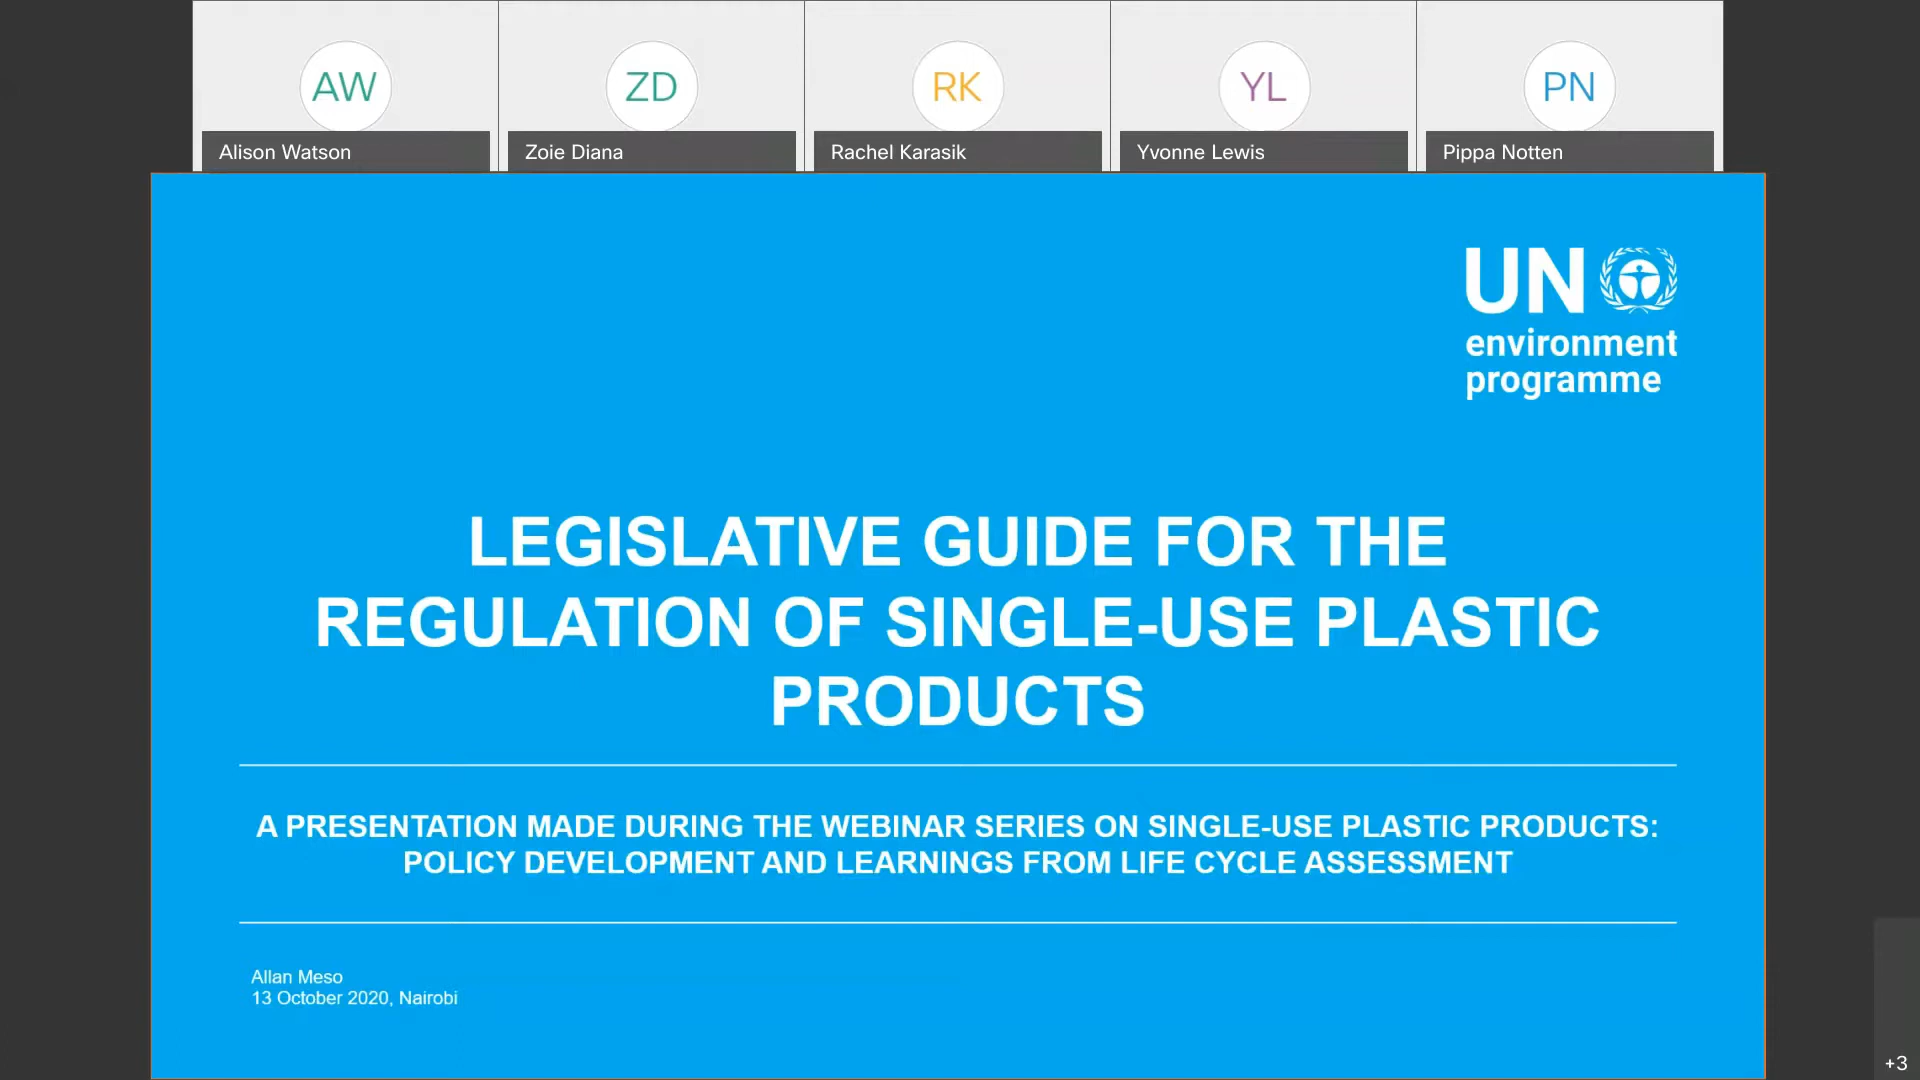 AW
ZD
RK
YL
PN
Alison Watson
Zoie Diana
Rachel Karasik
Yvonne Lewis
Pippa Notten
UN
environment
programme
LEGISLATIVE GUIDE FOR THE
REGULATION OF SINGLE-USE PLASTIC
PRODUCTS
A PRESENTATION MADE DURING THE WEBINAR SERIES ON SINGLE-USE PLASTIC PRODUCTS:
POLICY DEVELOPMENT AND LEARNINGS FROM LIFE CYCLE ASSESSMENT
Allan Meso
13 October 2020, Nairobi
+3